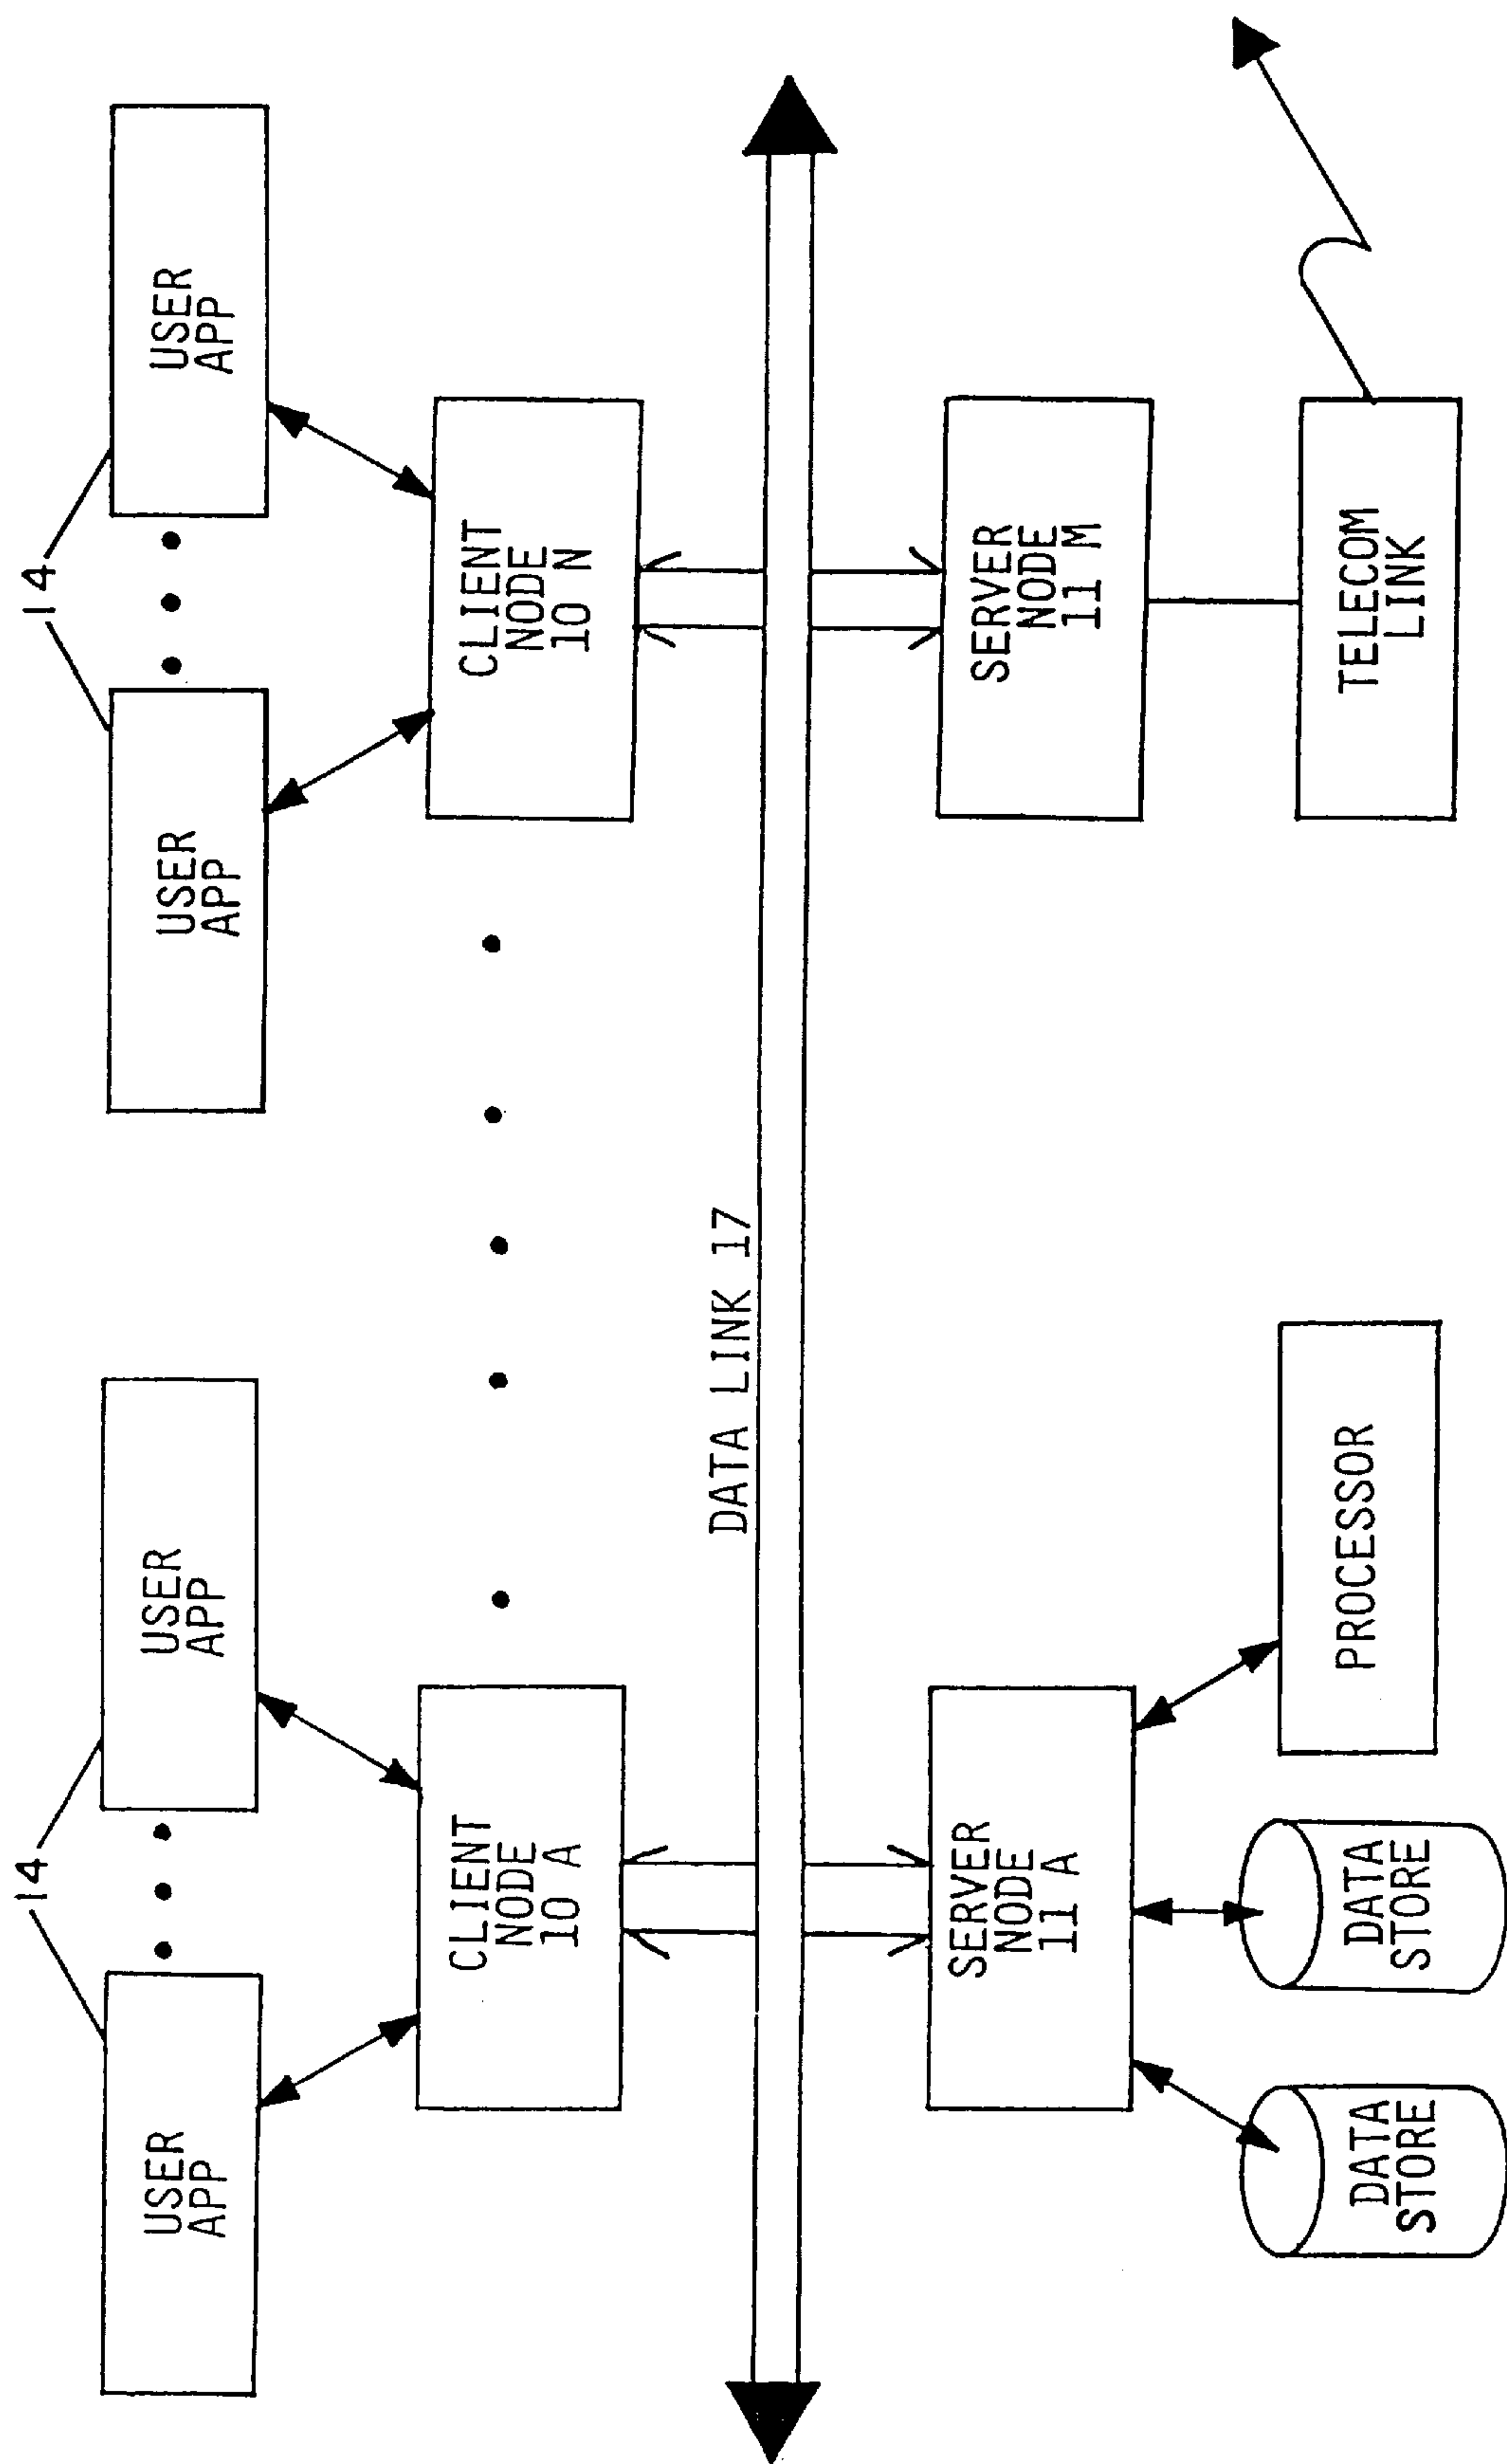 14
14
USER
APP
USER
APP
USER
APP
USER
APP
CLIENT
NODE
10 A
CLIENT
NODE
10 N
DATA LINK 17
SERVER
NODE
11 A
SERVER
NODE
11 M
DATA
STORE
DATA
STORE
PROCESSOR
TELECOM
LINK